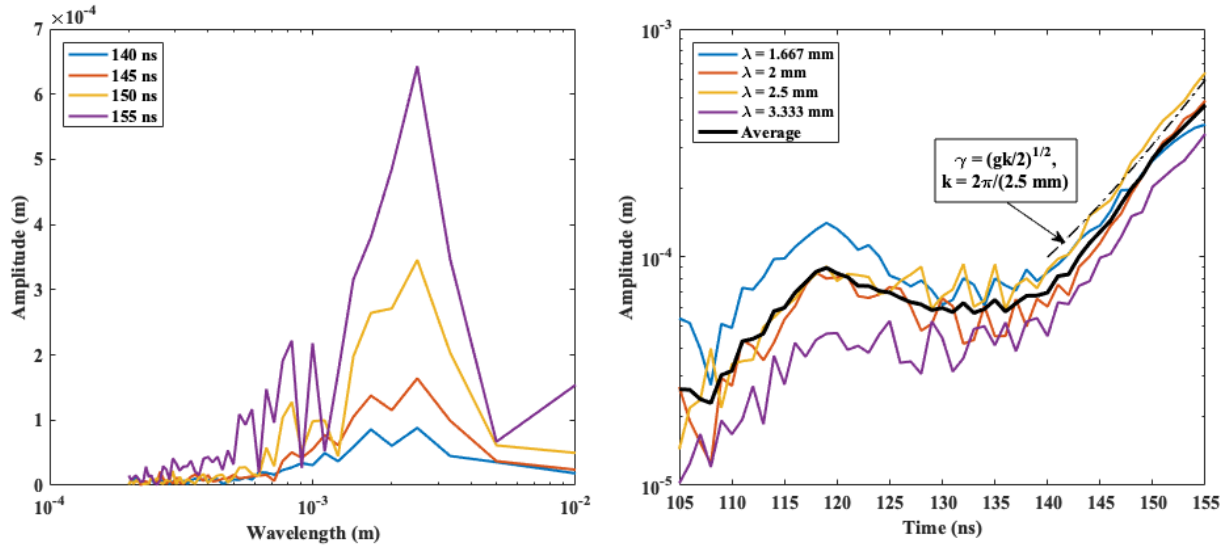 ×10⁻⁴
7
6
5
4
3
2
1
0
Amplitude (m)
140 ns
145 ns
150 ns
155 ns
10⁻⁴
10⁻³
10⁻²
Wavelength (m)
10⁻³
10⁻⁴
10⁻⁵
Amplitude (m)
λ = 1.667 mm
λ = 2 mm
λ = 2.5 mm
λ = 3.333 mm
Average
γ = (gk/2)^{1/2},
k = 2π/(2.5 mm)
105 110 115 120 125 130 135 140 145 150 155
Time (ns)